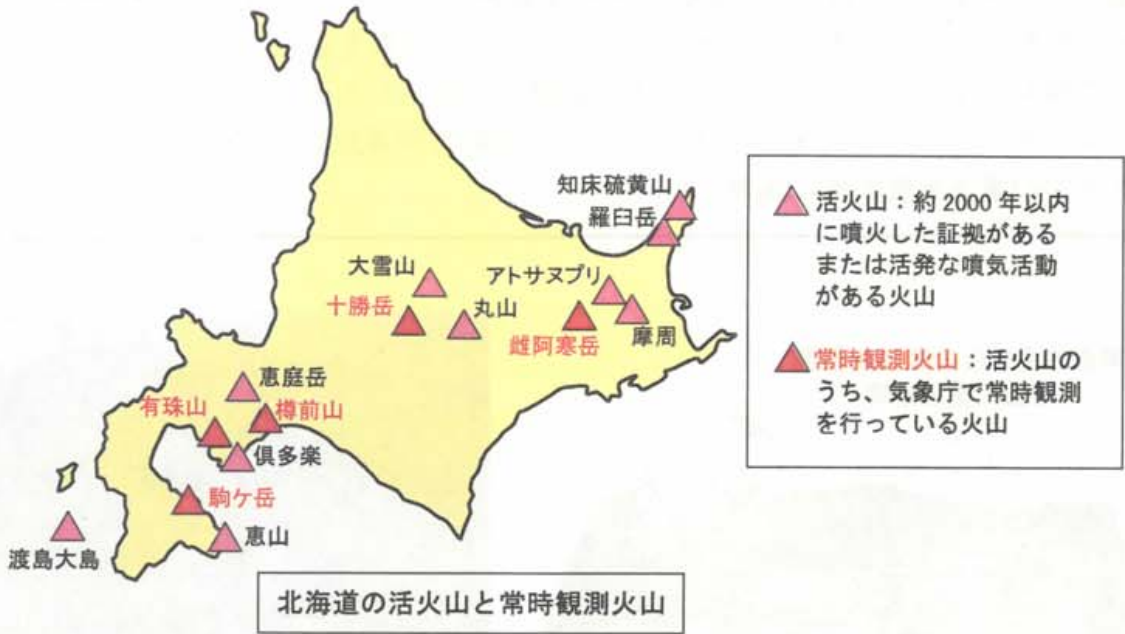 知床硫黄山
羅臼岳
大雪山
アトサヌプリ
十勝岳
丸山
雌阿寒岳
摩周
恵庭岳
有珠山
樽前山
倶多楽
駒ケ岳
恵山
渡島大島
活火山：約2000年以内
に噴火した証拠がある
または活発な噴気活動
がある火山
常時観測火山：活火山の
うち、気象庁で常時観測
を行っている火山
北海道の活火山と常時観測火山